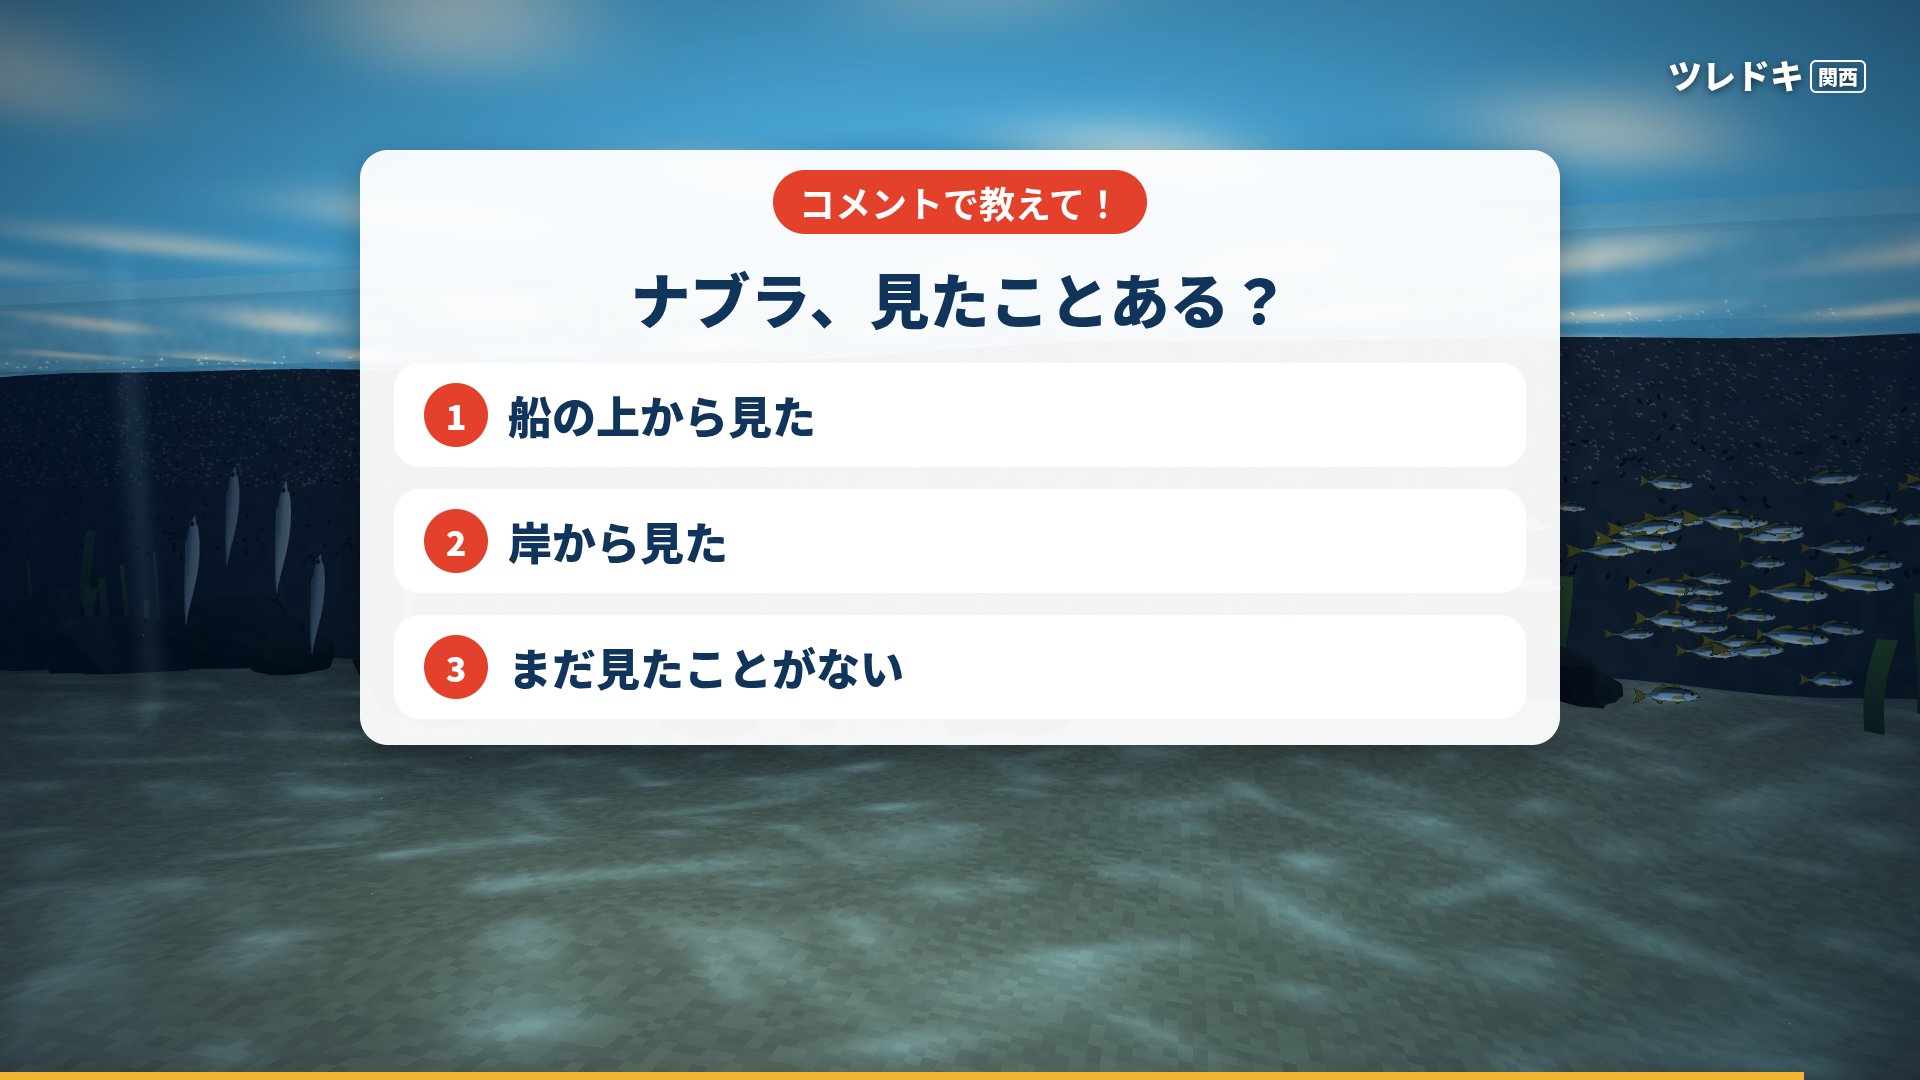 ツレドキ 関西
コメントで教えて！
ナブラ、見たことある？
1 船の上から見た
2 岸から見た
3 まだ見たことがない